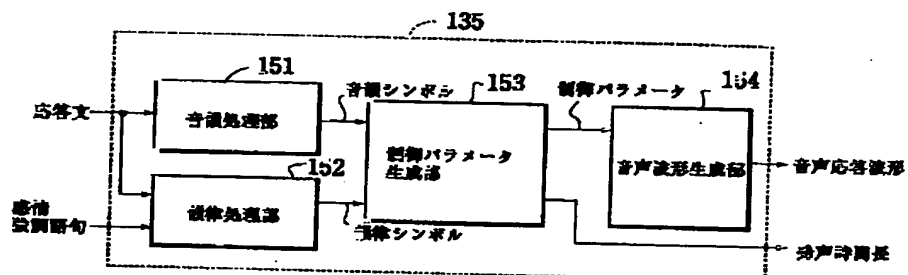 135
151
音韻シンボル
153
制御パラメータ
154
応答文
音韻処理部
152
制御パラメータ
生成部
音声波形生成部
音声応答波形
感情
強調語句
韻律処理部
韻律シンボル
発声時間長